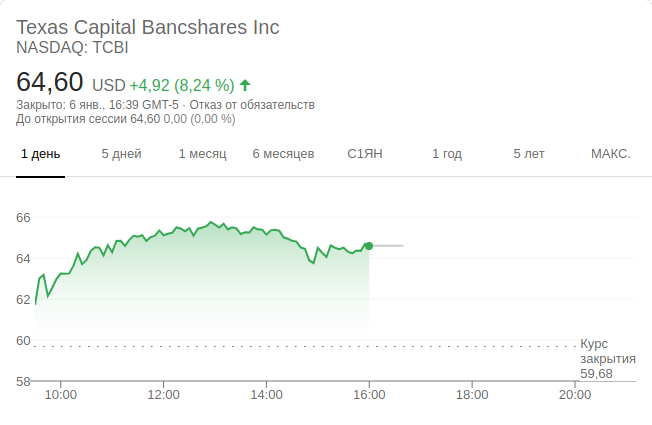 Texas Capital Bancshares Inc
NASDAQ: TCBI
64,60 USD +4,92 (8,24 %)
Закрыто: 6 янв., 16:39 GMT-5 · Отказ от обязательств
До открытия сессии 64,60 0,00 (0,00 %)
1 день 5 дней 1 месяц 6 месяцев С1ЯН 1 год 5 лет МАКС.
66
64
62
60
Курс
закрытия
59,68
58
10:00 12:00 14:00 16:00 18:00 20:00